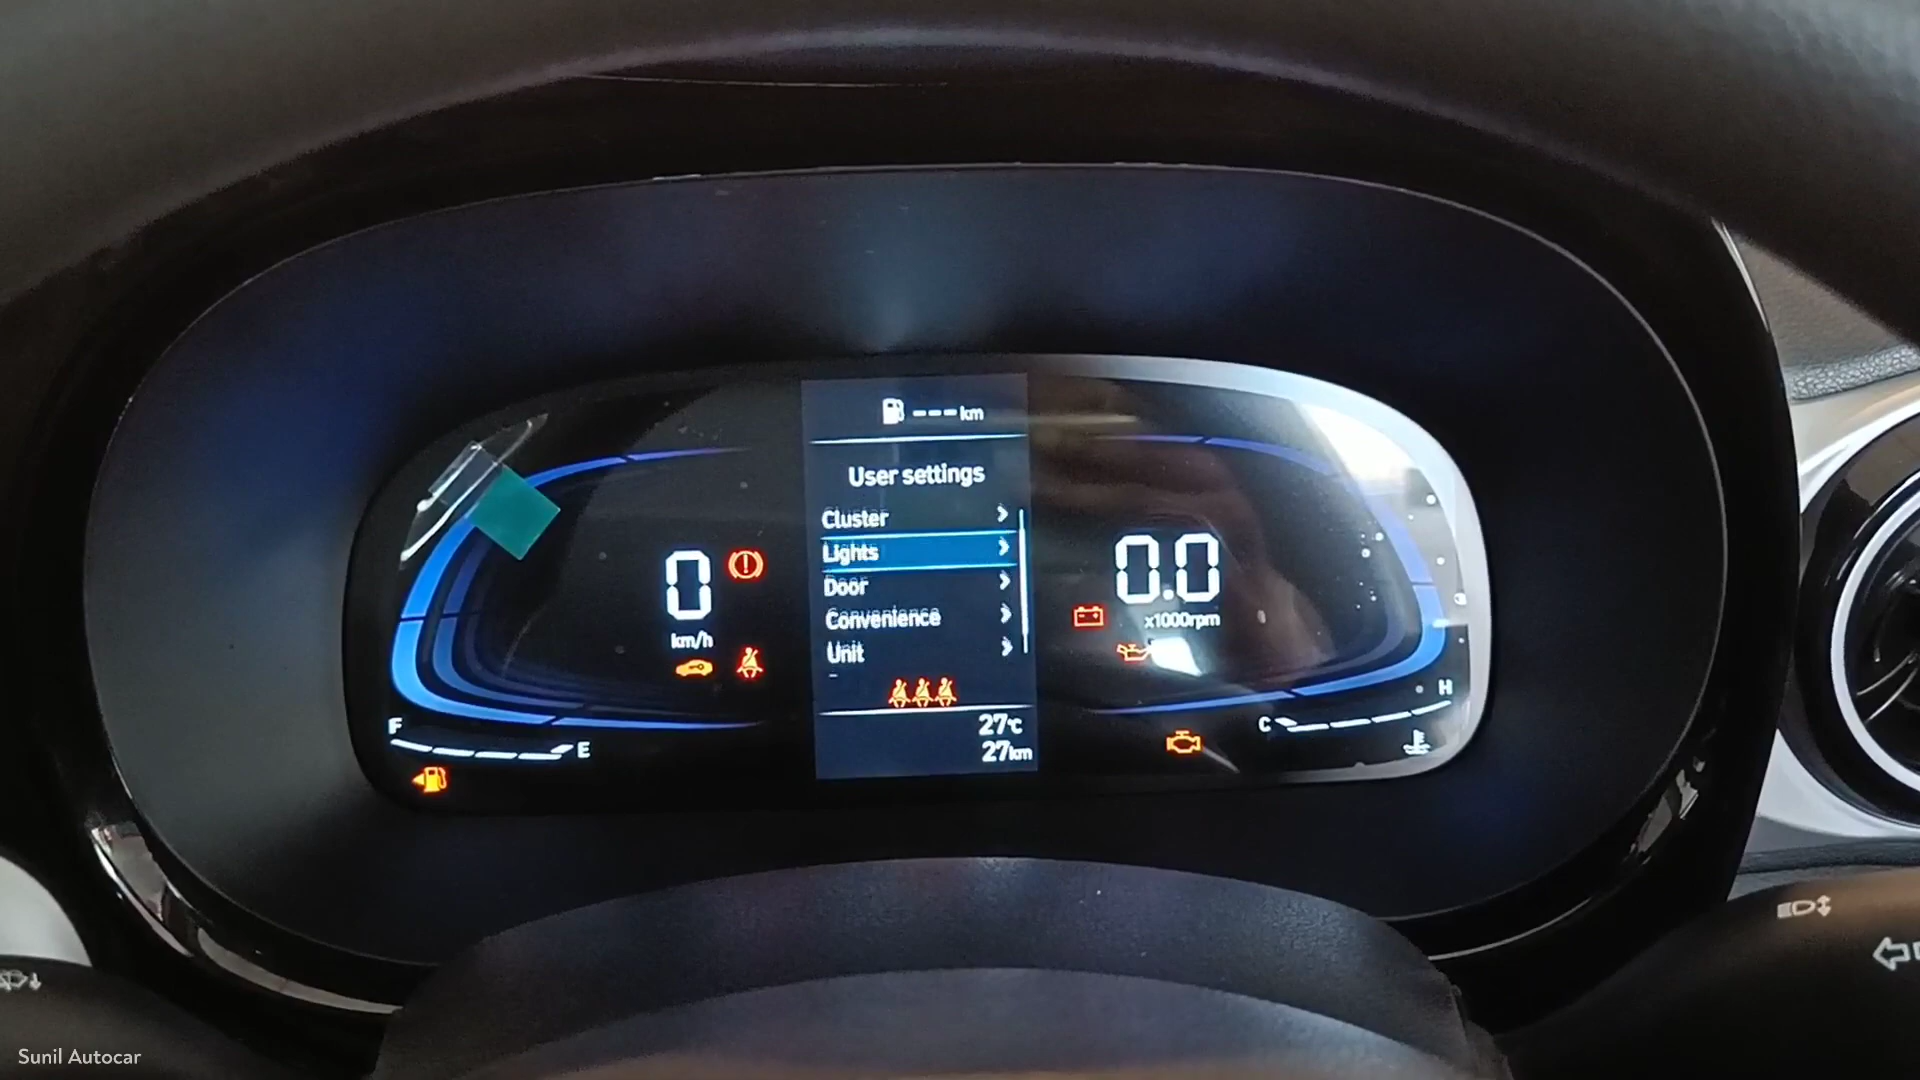 --- km
User settings
Cluster
Lights
Door
Convenience
Unit
0
km/h
0.0
x1000rpm
F
E
C
H
27°C
27km
Sunil Autocar